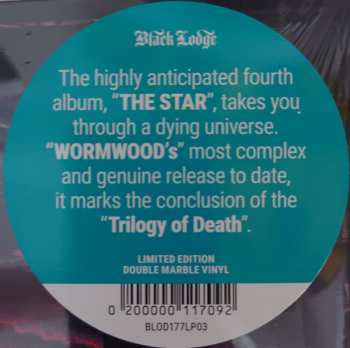 Black Lodge
The highly anticipated fourth
album, “THE STAR”, takes you
through a dying universe.
“WORMWOOD’s” most complex
and genuine release to date,
it marks the conclusion of the
“Trilogy of Death”.
LIMITED EDITION
DOUBLE MARBLE VINYL
0 200000 117092
BLOD177LP03